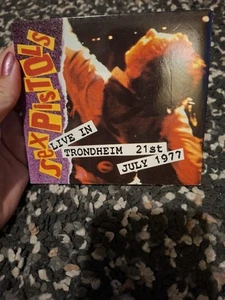 sex PISTOLS
LIVE IN
TRONDHEIM 21st
JULY 1977